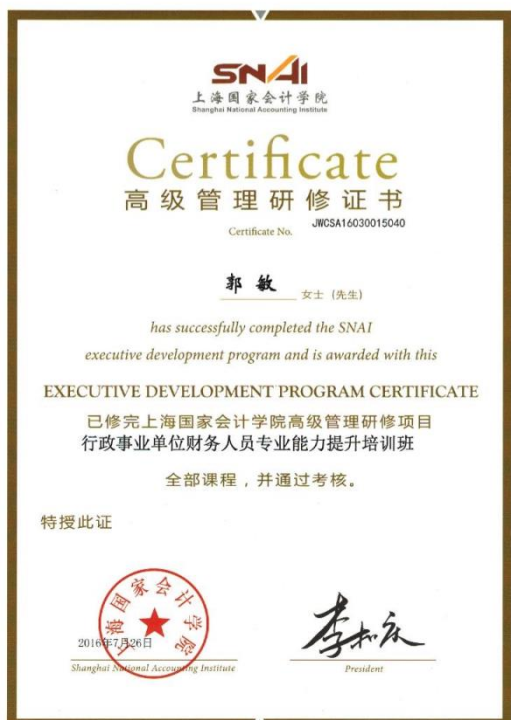 SNAI
上海国家会计学院
Shanghai National Accounting Institute
Certificate
高级管理研修证书
Certificate No. JWCSA16030015040
郭敏 女士（先生）
has successfully completed the SNAI
executive development program and is awarded with this
EXECUTIVE DEVELOPMENT PROGRAM CERTIFICATE
已修完上海国家会计学院高级管理研修项目
行政事业单位财务人员专业能力提升培训班
全部课程，并通过考核。
特授此证
上海国家会计学院
2016年7月26日
李扣庆
Shanghai National Accounting Institute
President